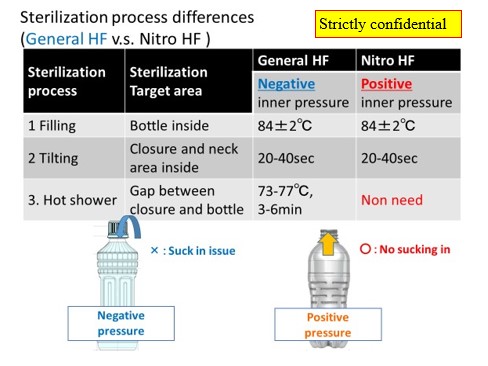 Sterilization process differences
(General HF v.s. Nitro HF )
Strictly confidential
Sterilization process
Sterilization Target area
General HF
Nitro HF
Negative inner pressure
Positive inner pressure
1 Filling
Bottle inside
84±2℃
84±2℃
2 Tilting
Closure and neck area inside
20-40sec
20-40sec
3. Hot shower
Gap between closure and bottle
73-77℃, 3-6min
Non need
×:Suck in issue
〇:No sucking in
Negative pressure
Positive pressure